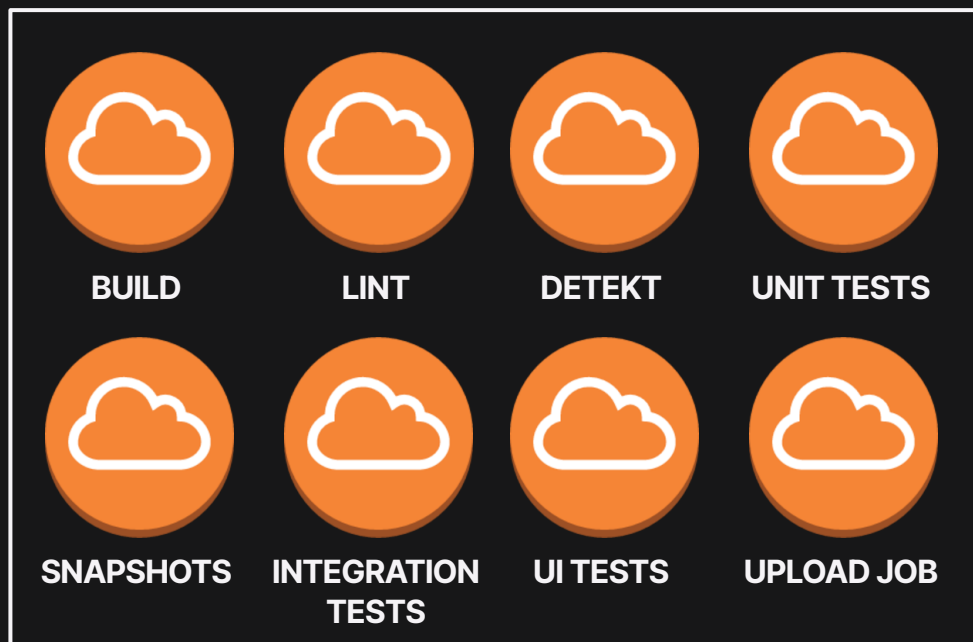 BUILD
LINT
DETEKT
UNIT TESTS
SNAPSHOTS
INTEGRATION
TESTS
UI TESTS
UPLOAD JOB